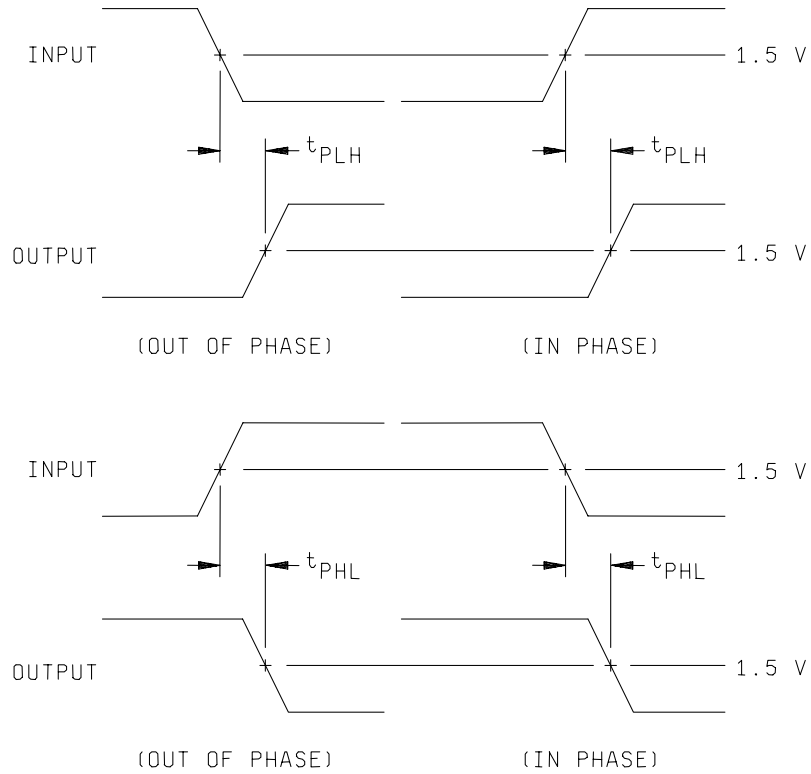 INPUT 1.5 V
tPLH tPLH
OUTPUT 1.5 V
(OUT OF PHASE) (IN PHASE)
INPUT 1.5 V
tPHL tPHL
OUTPUT 1.5 V
(OUT OF PHASE) (IN PHASE)